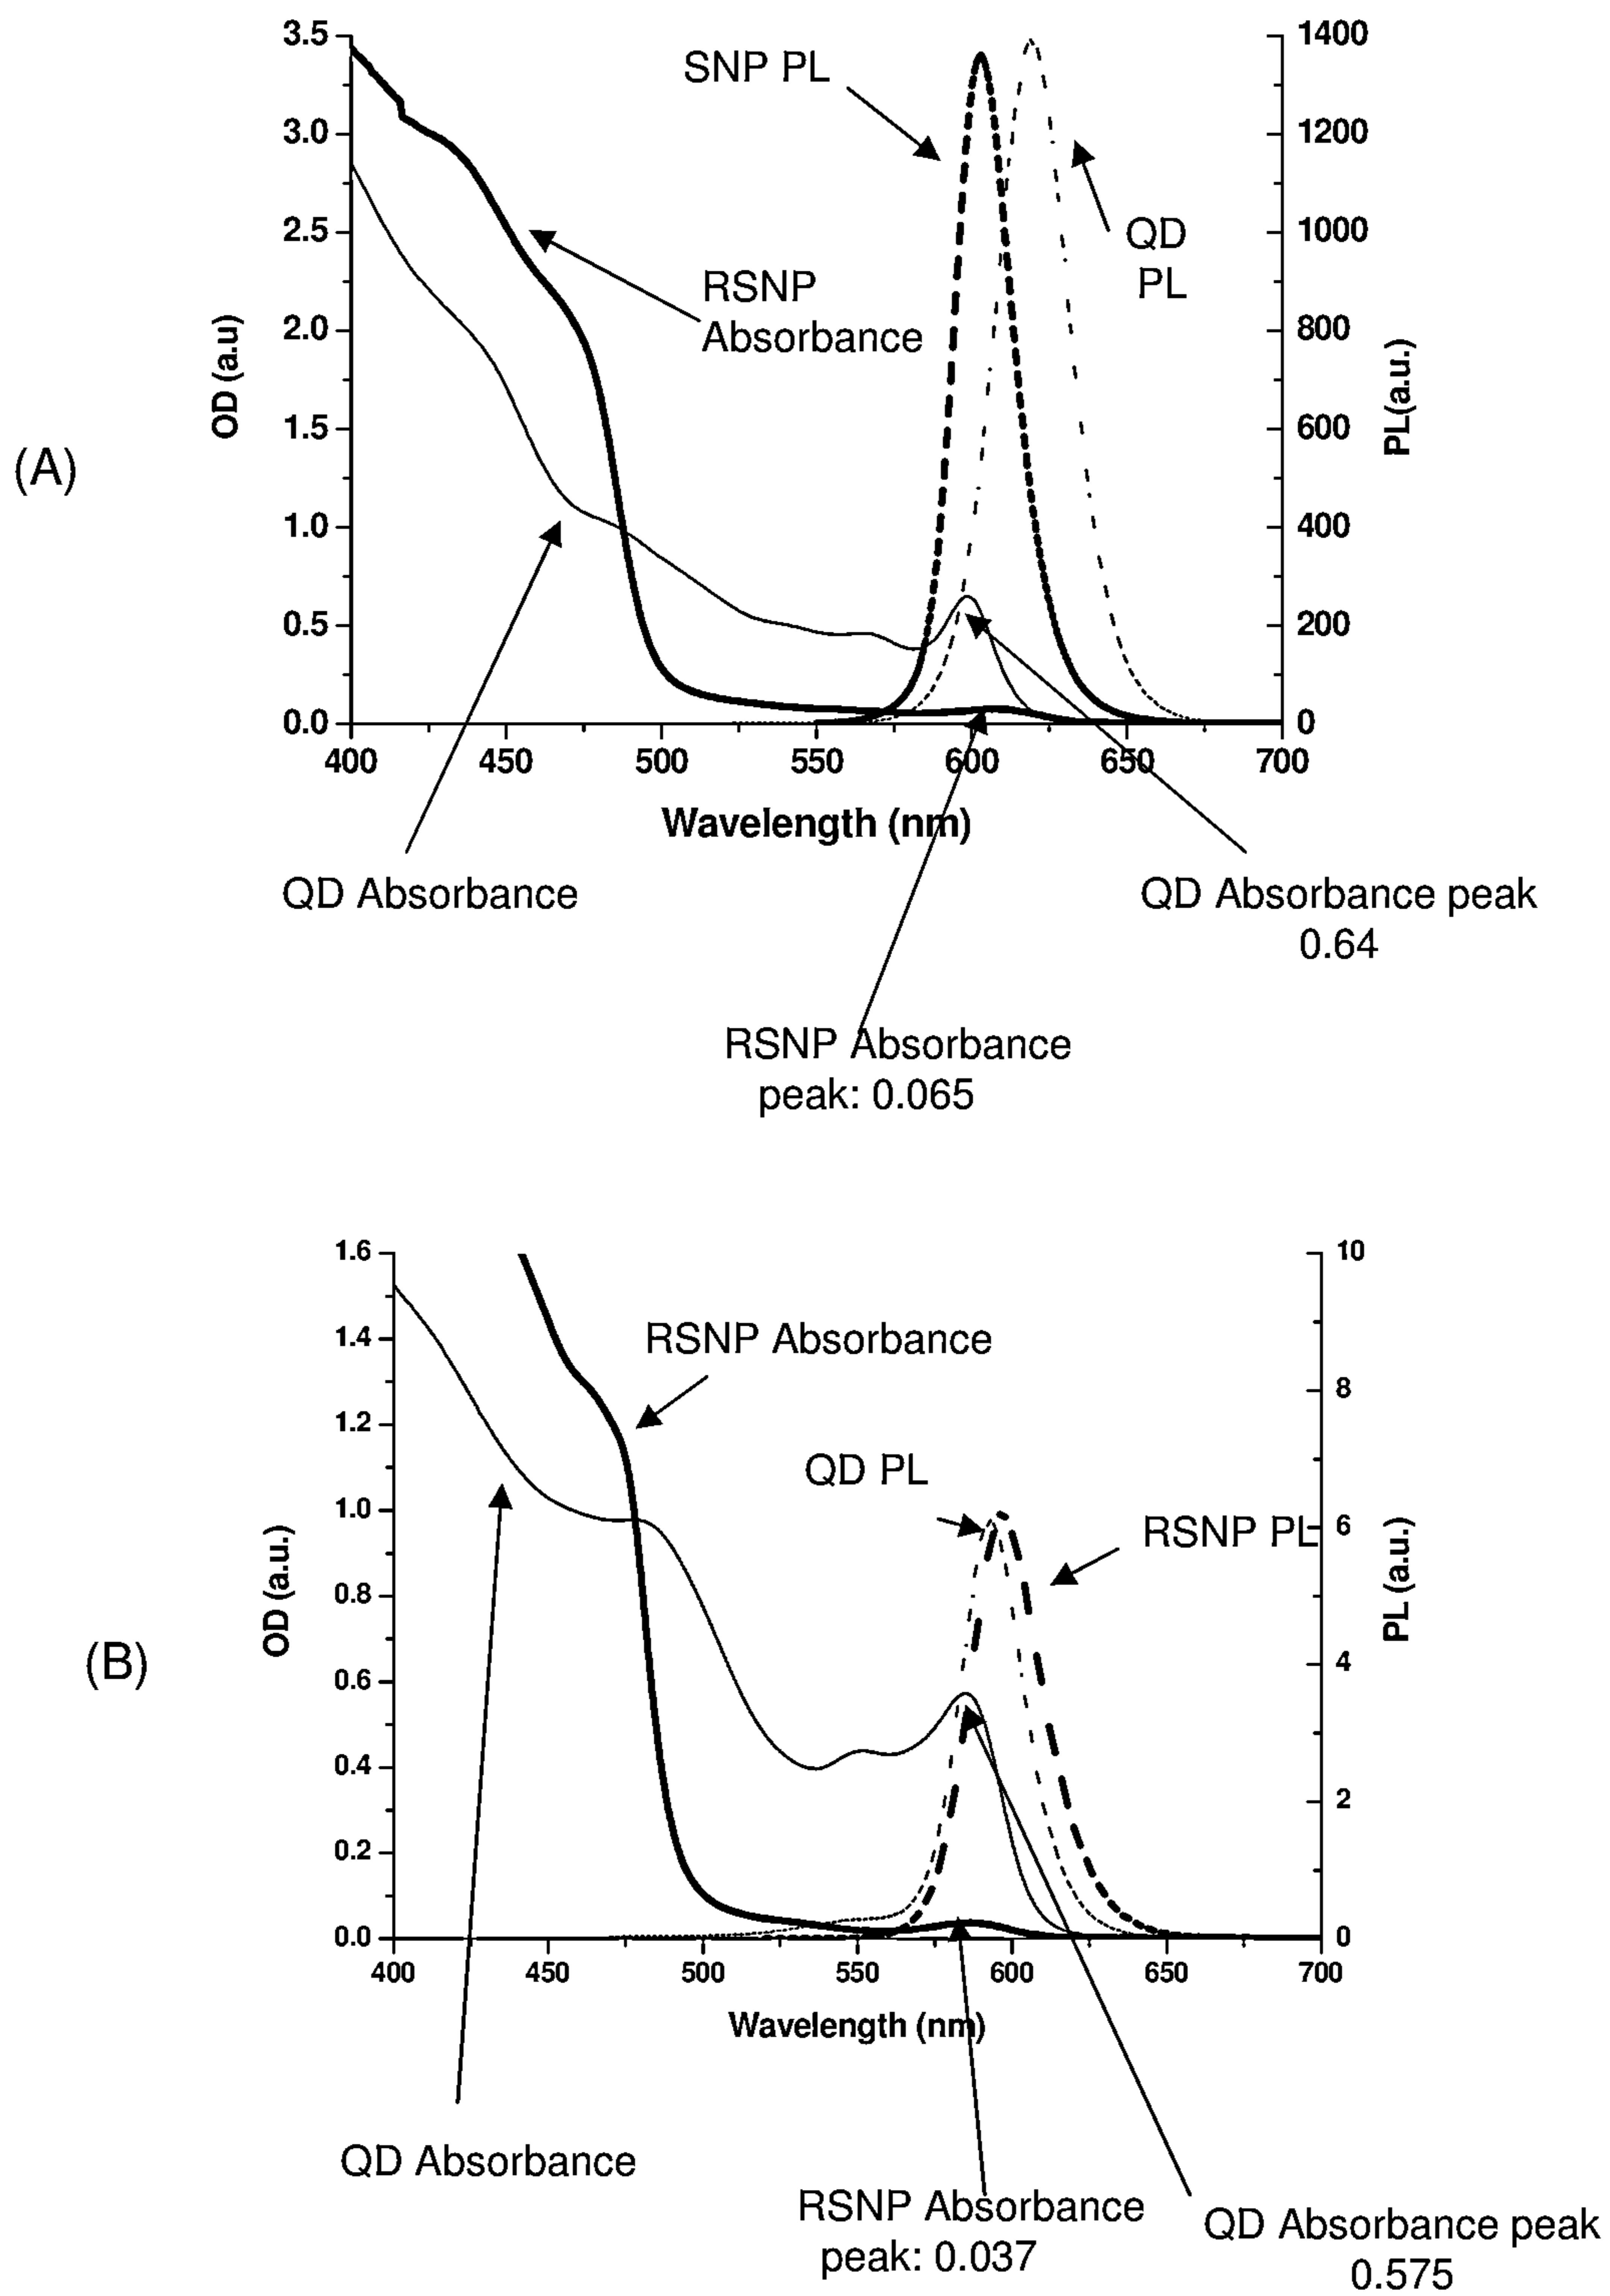 (A)
OD (a.u)
3.5
3.0
2.5
2.0
1.5
1.0
0.5
0.0
SNP PL
QD
PL
RSNP
Absorbance
1400
1200
1000
800
600
400
200
0
PL(a.u.)
400 450 500 550 600 650 700
Wavelength (nm)
QD Absorbance
QD Absorbance peak
0.64
RSNP Absorbance
peak: 0.065
(B)
OD (a.u.)
1.6
1.4
1.2
1.0
0.8
0.6
0.4
0.2
0.0
RSNP Absorbance
QD PL
RSNP PL
10
8
6
4
2
0
PL (a.u.)
400 450 500 550 600 650 700
Wavelength (nm)
QD Absorbance
RSNP Absorbance
peak: 0.037
QD Absorbance peak
0.575